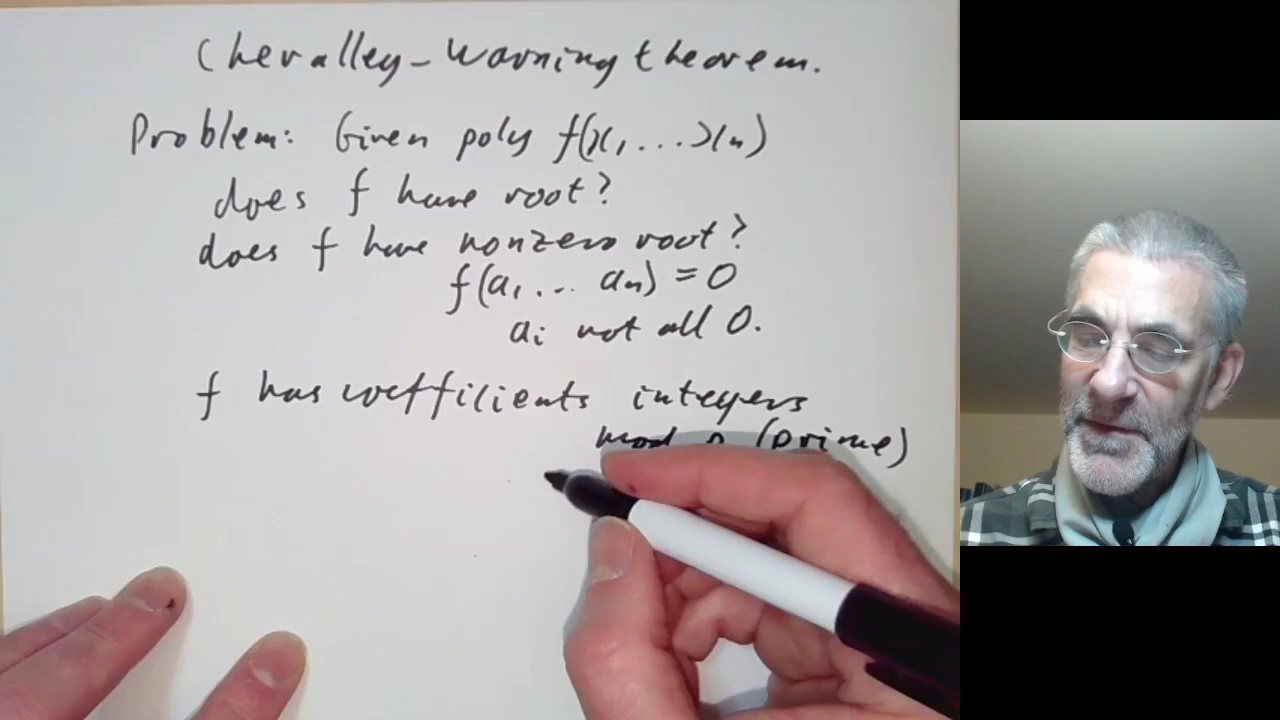 Chevalley-Warning theorem.
Problem: Given poly f(x1, ... xn)
does f have root?
does f have nonzero root?
f(a1 ... an) = 0
ai not all 0.
f has coefficients integers
mod p (prime)